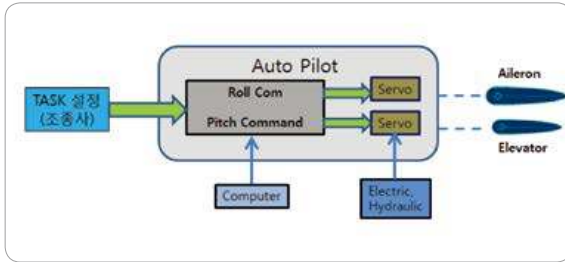 Auto Pilot
TASK 설정
(조종사)
Roll Com
Pitch Command
Servo
Servo
Aileron
Elevator
Computer
Electric,
Hydraulic